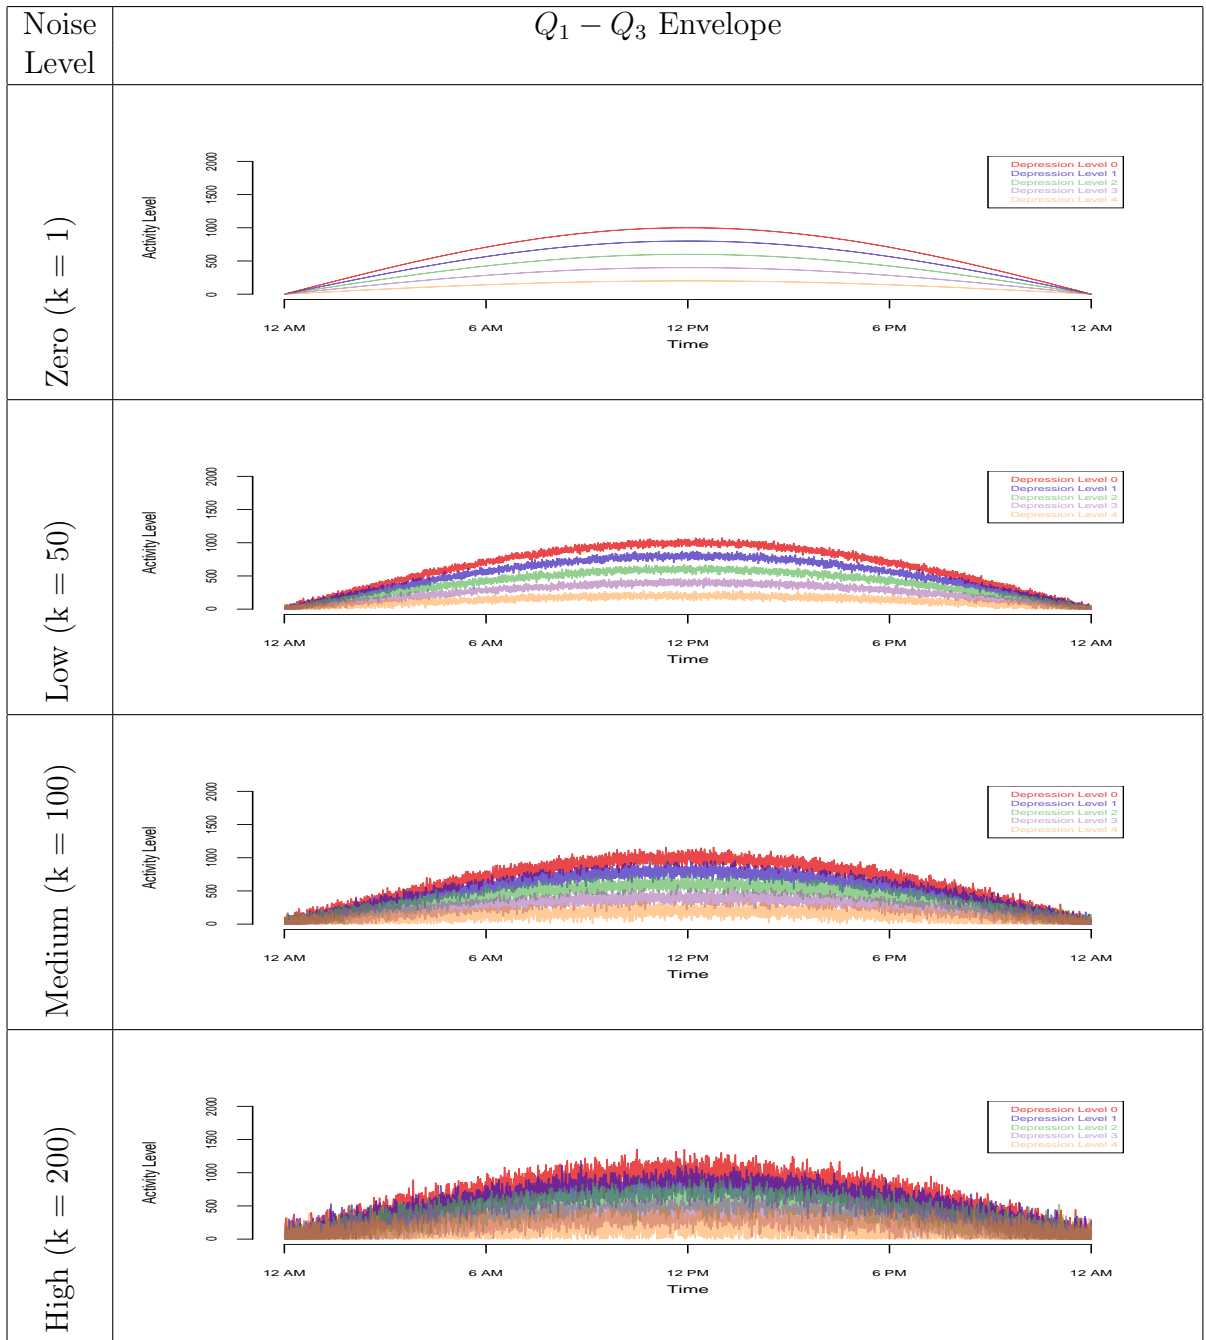 Noise
Level
Q₁ − Q₃ Envelope
Zero (k = 1)
Activity Level
2000
1500
1000
500
0
Depression Level 0
Depression Level 1
Depression Level 2
Depression Level 3
Depression Level 4
12 AM 6 AM 12 PM 6 PM 12 AM
Time
Low (k = 50)
Activity Level
2000
1500
1000
500
0
Depression Level 0
Depression Level 1
Depression Level 2
Depression Level 3
Depression Level 4
12 AM 6 AM 12 PM 6 PM 12 AM
Time
Medium (k = 100)
Activity Level
2000
1500
1000
500
0
Depression Level 0
Depression Level 1
Depression Level 2
Depression Level 3
Depression Level 4
12 AM 6 AM 12 PM 6 PM 12 AM
Time
High (k = 200)
Activity Level
2000
1500
1000
500
0
Depression Level 0
Depression Level 1
Depression Level 2
Depression Level 3
Depression Level 4
12 AM 6 AM 12 PM 6 PM 12 AM
Time